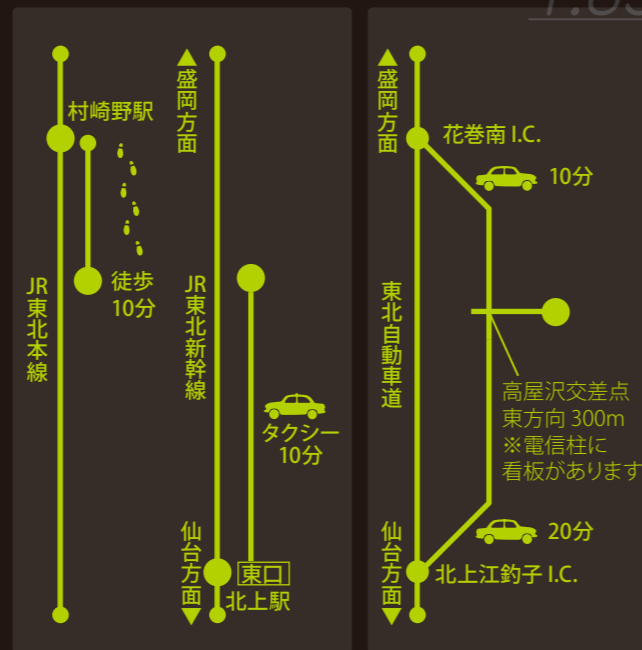 村崎野駅
徒歩
10分
JR東北本線
▲盛岡方面
JR東北新幹線
タクシー
10分
仙台方面▼
東口
北上駅
▲盛岡方面
花巻南 I.C.
10分
東北自動車道
高屋沢交差点
東方向 300m
※電信柱に
看板があります
20分
仙台方面▼
北上江釣子 I.C.